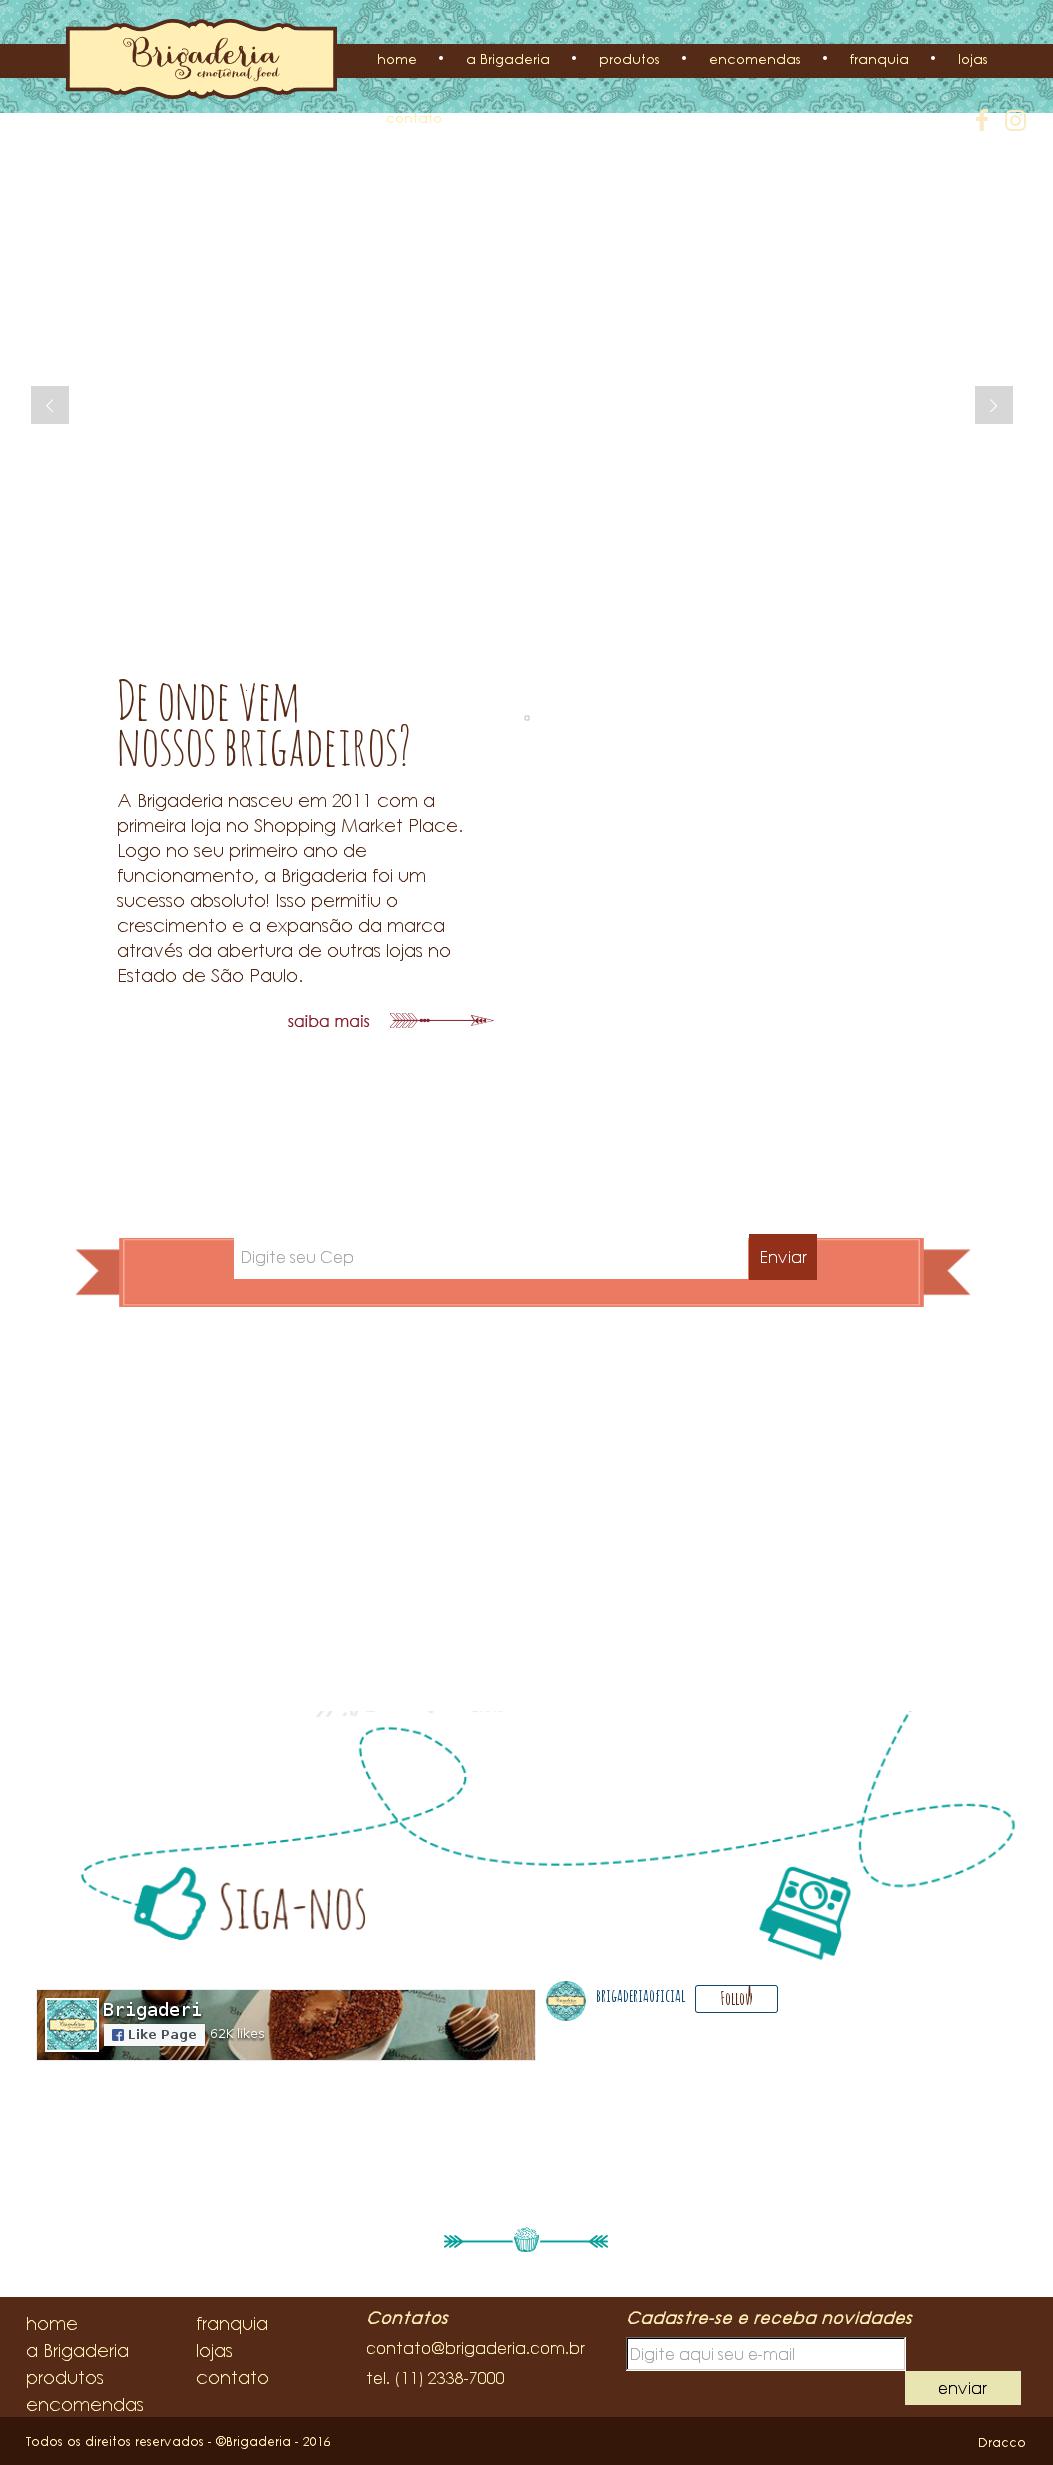 Brigaderia
emotional food
home • a Brigaderia • produtos • encomendas • franquia • lojas
contato
De onde vem
nossos brigadeiros?
A Brigaderia nasceu em 2011 com a
primeira loja no Shopping Market Place.
Logo no seu primeiro ano de
funcionamento, a Brigaderia foi um
sucesso absoluto! Isso permitiu o
crescimento e a expansão da marca
através da abertura de outras lojas no
Estado de São Paulo.
saiba mais
Digite seu Cep
Enviar
Siga-nos
Brigaderi
Like Page
62K likes
brigaderiaoficial
Follow
home
a Brigaderia
produtos
encomendas
franquia
lojas
contato
Contatos
contato@brigaderia.com.br
tel. (11) 2338-7000
Cadastre-se e receba novidades
Digite aqui seu e-mail
enviar
Todos os direitos reservados - ©Brigaderia - 2016
Dracco